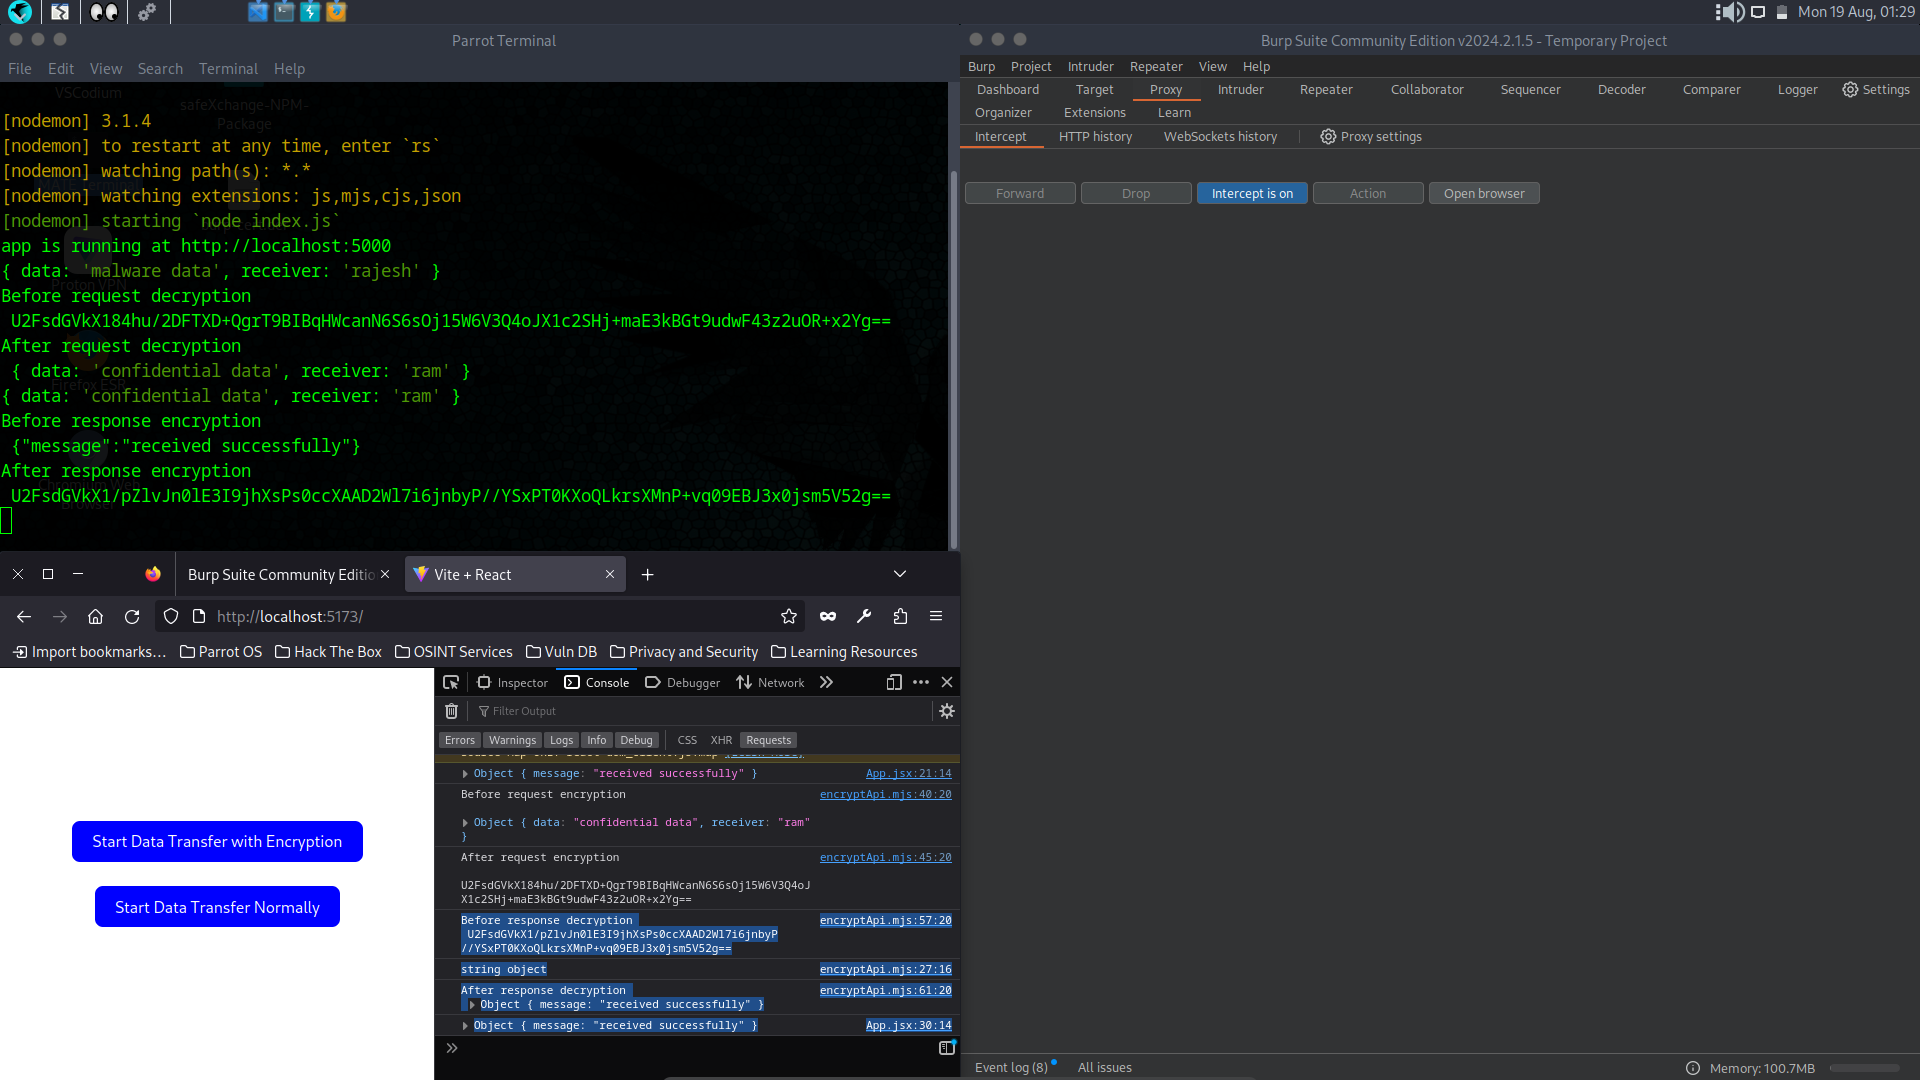 Mon 19 Aug, 01:29
Parrot Terminal
File Edit View Search Terminal Help
VSCodium
safeXchange-NPM-
Package
[nodemon] 3.1.4
[nodemon] to restart at any time, enter `rs`
[nodemon] watching path(s): *.*
[nodemon] watching extensions: js,mjs,cjs,json
[nodemon] starting `node index.js`
app is running at http://localhost:5000
{ data: 'malware data', receiver: 'rajesh' }
Proton VPN
Before request decryption
U2FsdGVkX184hu/2DFTXD+QgrT9BIBqHWcanN6S6sOj15W6V3Q4oJX1c2SHj+maE3kBGt9udwF43z2uOR+x2Yg==
After request decryption
{ data: 'confidential data', receiver: 'ram' }
Firefox ESR
{ data: 'confidential data', receiver: 'ram' }
Before response encryption
{"message":"received successfully"}
After response encryption
U2FsdGVkX1/pZlvJn0lE3I9jhXsPs0ccXAAD2Wl7i6jnbyP//YSxPT0KXoQLkrsXMnP+vq09EBJ3x0jsm5V52g==
Burp Suite Community Editio
Vite + React
http://localhost:5173/
Import bookmarks... Parrot OS Hack The Box OSINT Services Vuln DB Privacy and Security Learning Resources
Start Data Transfer with Encryption
Start Data Transfer Normally
Inspector Console Debugger Network
Filter Output
Errors Warnings Logs Info Debug CSS XHR Requests
Object { message: "received successfully" } App.jsx:21:14
Before request encryption encryptApi.mjs:40:20
Object { data: "confidential data", receiver: "ram"
}
After request encryption encryptApi.mjs:45:20
U2FsdGVkX184hu/2DFTXD+QgrT9BIBqHWcanN6S6sOj15W6V3Q4oJ
X1c2SHj+maE3kBGt9udwF43z2uOR+x2Yg==
Before response decryption encryptApi.mjs:57:20
U2FsdGVkX1/pZlvJn0lE3I9jhXsPs0ccXAAD2Wl7i6jnbyP
//YSxPT0KXoQLkrsXMnP+vq09EBJ3x0jsm5V52g==
string object encryptApi.mjs:27:16
After response decryption encryptApi.mjs:61:20
Object { message: "received successfully" }
Object { message: "received successfully" } App.jsx:30:14
Burp Suite Community Edition v2024.2.1.5 - Temporary Project
Burp Project Intruder Repeater View Help
Dashboard Target Proxy Intruder Repeater Collaborator Sequencer Decoder Comparer Logger Settings
Organizer Extensions Learn
Intercept HTTP history WebSockets history Proxy settings
Forward Drop Intercept is on Action Open browser
Event log (8) All issues Memory: 100.7MB